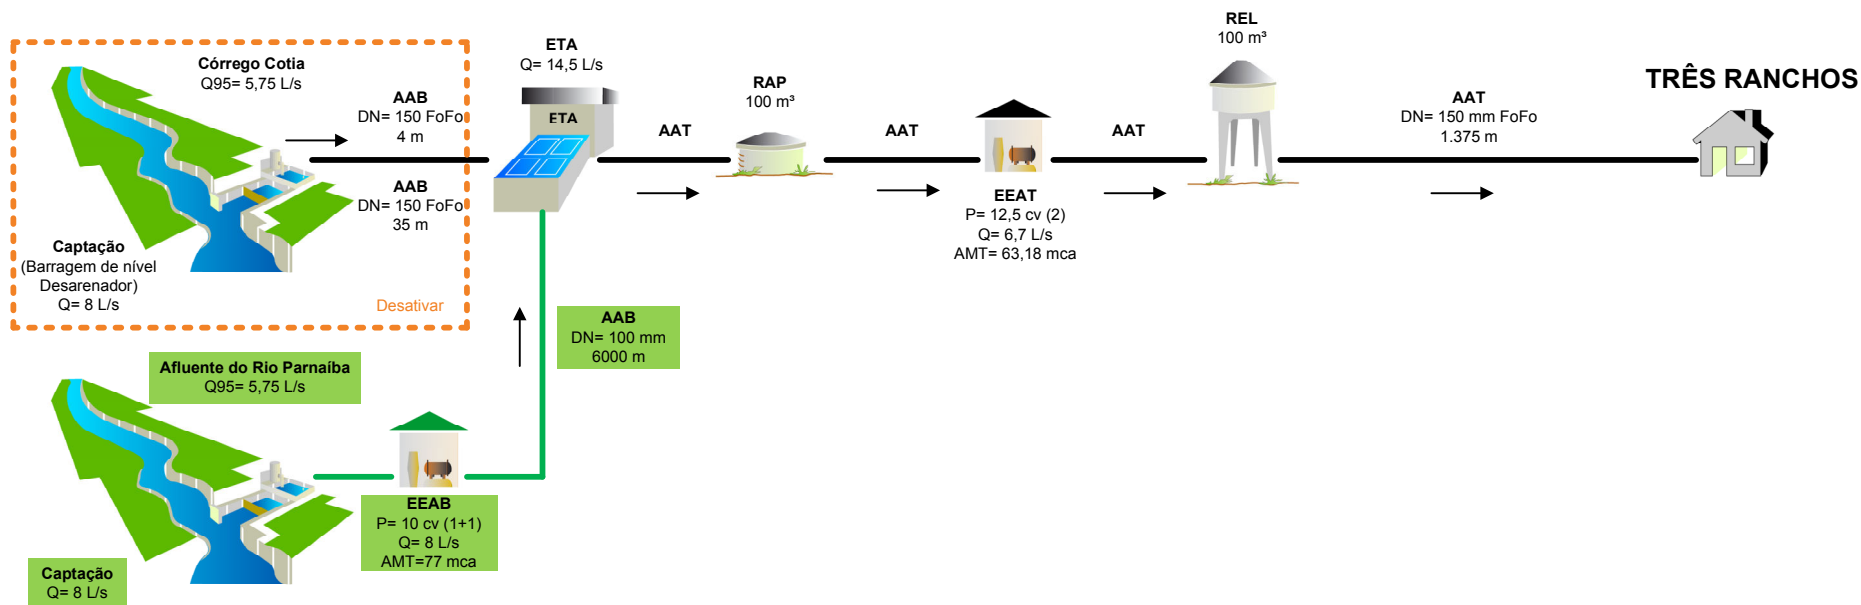 Córrego Cotia
Q95= 5,75 L/s
AAB
DN= 150 FoFo
4 m
AAB
DN= 150 FoFo
35 m
Captação
(Barragem de nível
Desarenador)
Q= 8 L/s
Desativar
ETA
Q= 14,5 L/s
ETA
AAT
RAP
100 m³
AAT
EEAT
P= 12,5 cv (2)
Q= 6,7 L/s
AMT= 63,18 mca
AAT
REL
100 m³
AAT
DN= 150 mm FoFo
1.375 m
TRÊS RANCHOS
AAB
DN= 100 mm
6000 m
Afluente do Rio Parnaíba
Q95= 5,75 L/s
EEAB
P= 10 cv (1+1)
Q= 8 L/s
AMT=77 mca
Captação
Q= 8 L/s